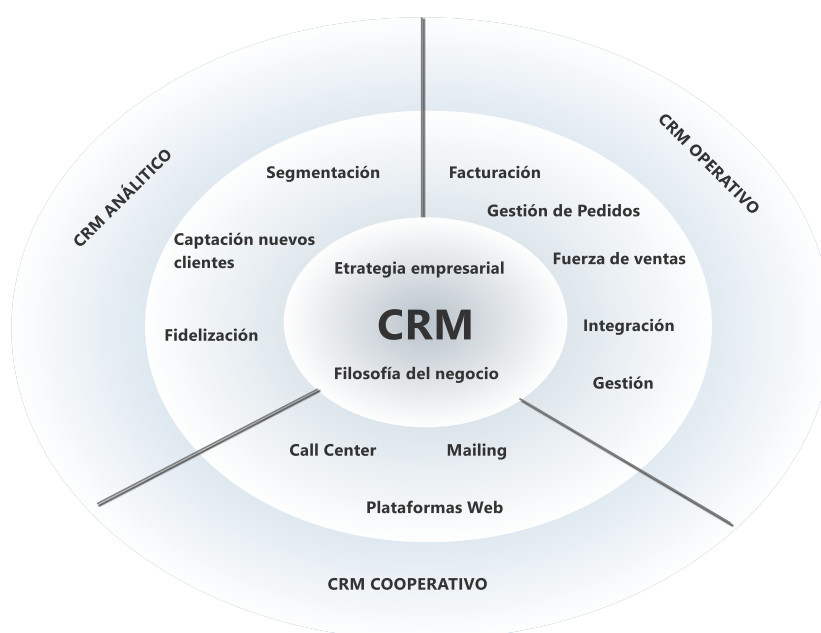 CRM ANÁLITICO
CRM OPERATIVO
Segmentación
Facturación
Gestión de Pedidos
Captación nuevos
clientes
Fuerza de ventas
Etrategia empresarial
CRM
Integración
Fidelización
Filosofía del negocio
Gestión
Call Center
Mailing
Plataformas Web
CRM COOPERATIVO